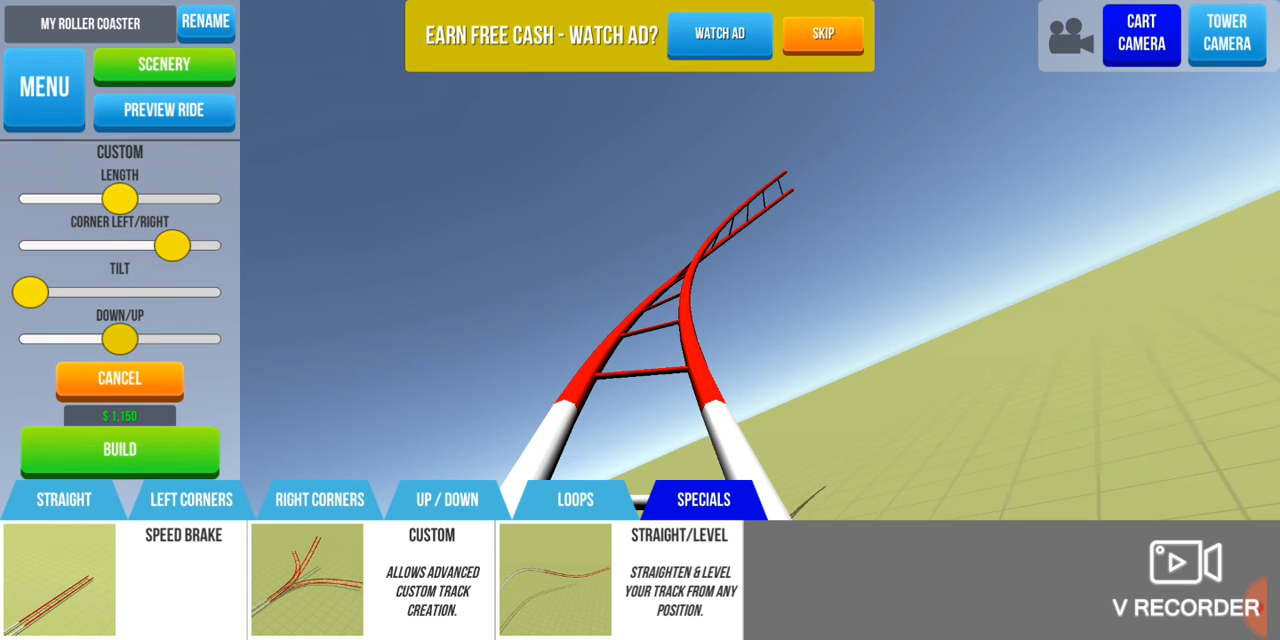 MY ROLLER COASTER
RENAME
MENU
SCENERY
PREVIEW RIDE
EARN FREE CASH - WATCH AD?
WATCH AD
SKIP
CART
CAMERA
TOWER
CAMERA
CUSTOM
LENGTH
CORNER LEFT/RIGHT
TILT
DOWN/UP
CANCEL
$ 1,150
BUILD
STRAIGHT
LEFT CORNERS
RIGHT CORNERS
UP / DOWN
LOOPS
SPECIALS
SPEED BRAKE
CUSTOM
ALLOWS ADVANCED
CUSTOM TRACK
CREATION.
STRAIGHT/LEVEL
STRAIGHTEN & LEVEL
YOUR TRACK FROM ANY
POSITION.
V RECORDER